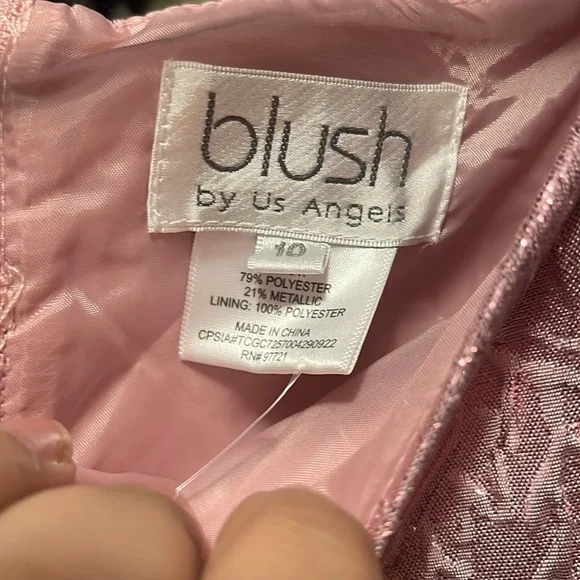 blush
by Us Angels
10
79% POLYESTER
21% METALLIC
LINING: 100% POLYESTER
MADE IN CHINA
CPSIA#TCGC7257004290922
RN# 97721